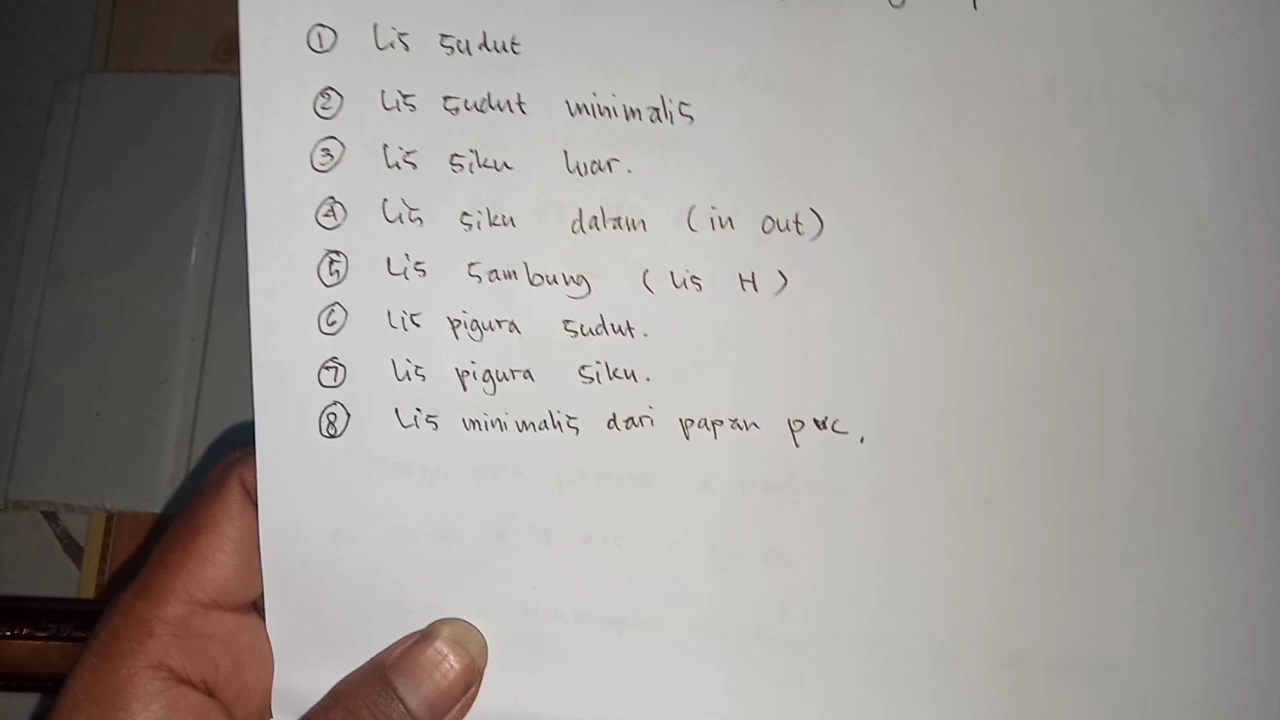 ① Lis sudut
② Lis sudut minimalis
③ Lis siku luar.
④ Lis siku dalam (in out)
⑤ Lis sambung (Lis H)
⑥ Lis pigura sudut.
⑦ Lis pigura siku.
⑧ Lis minimalis dari papan pvc.